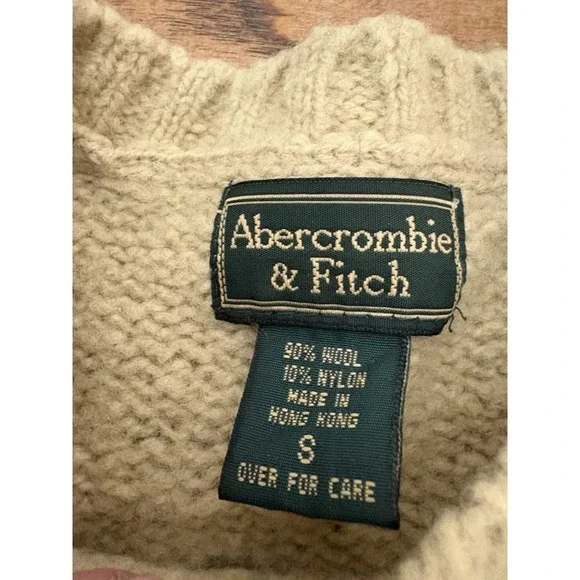 Abercrombie
& Fitch
90% WOOL
10% NYLON
MADE IN
HONG KONG
S
OVER FOR CARE